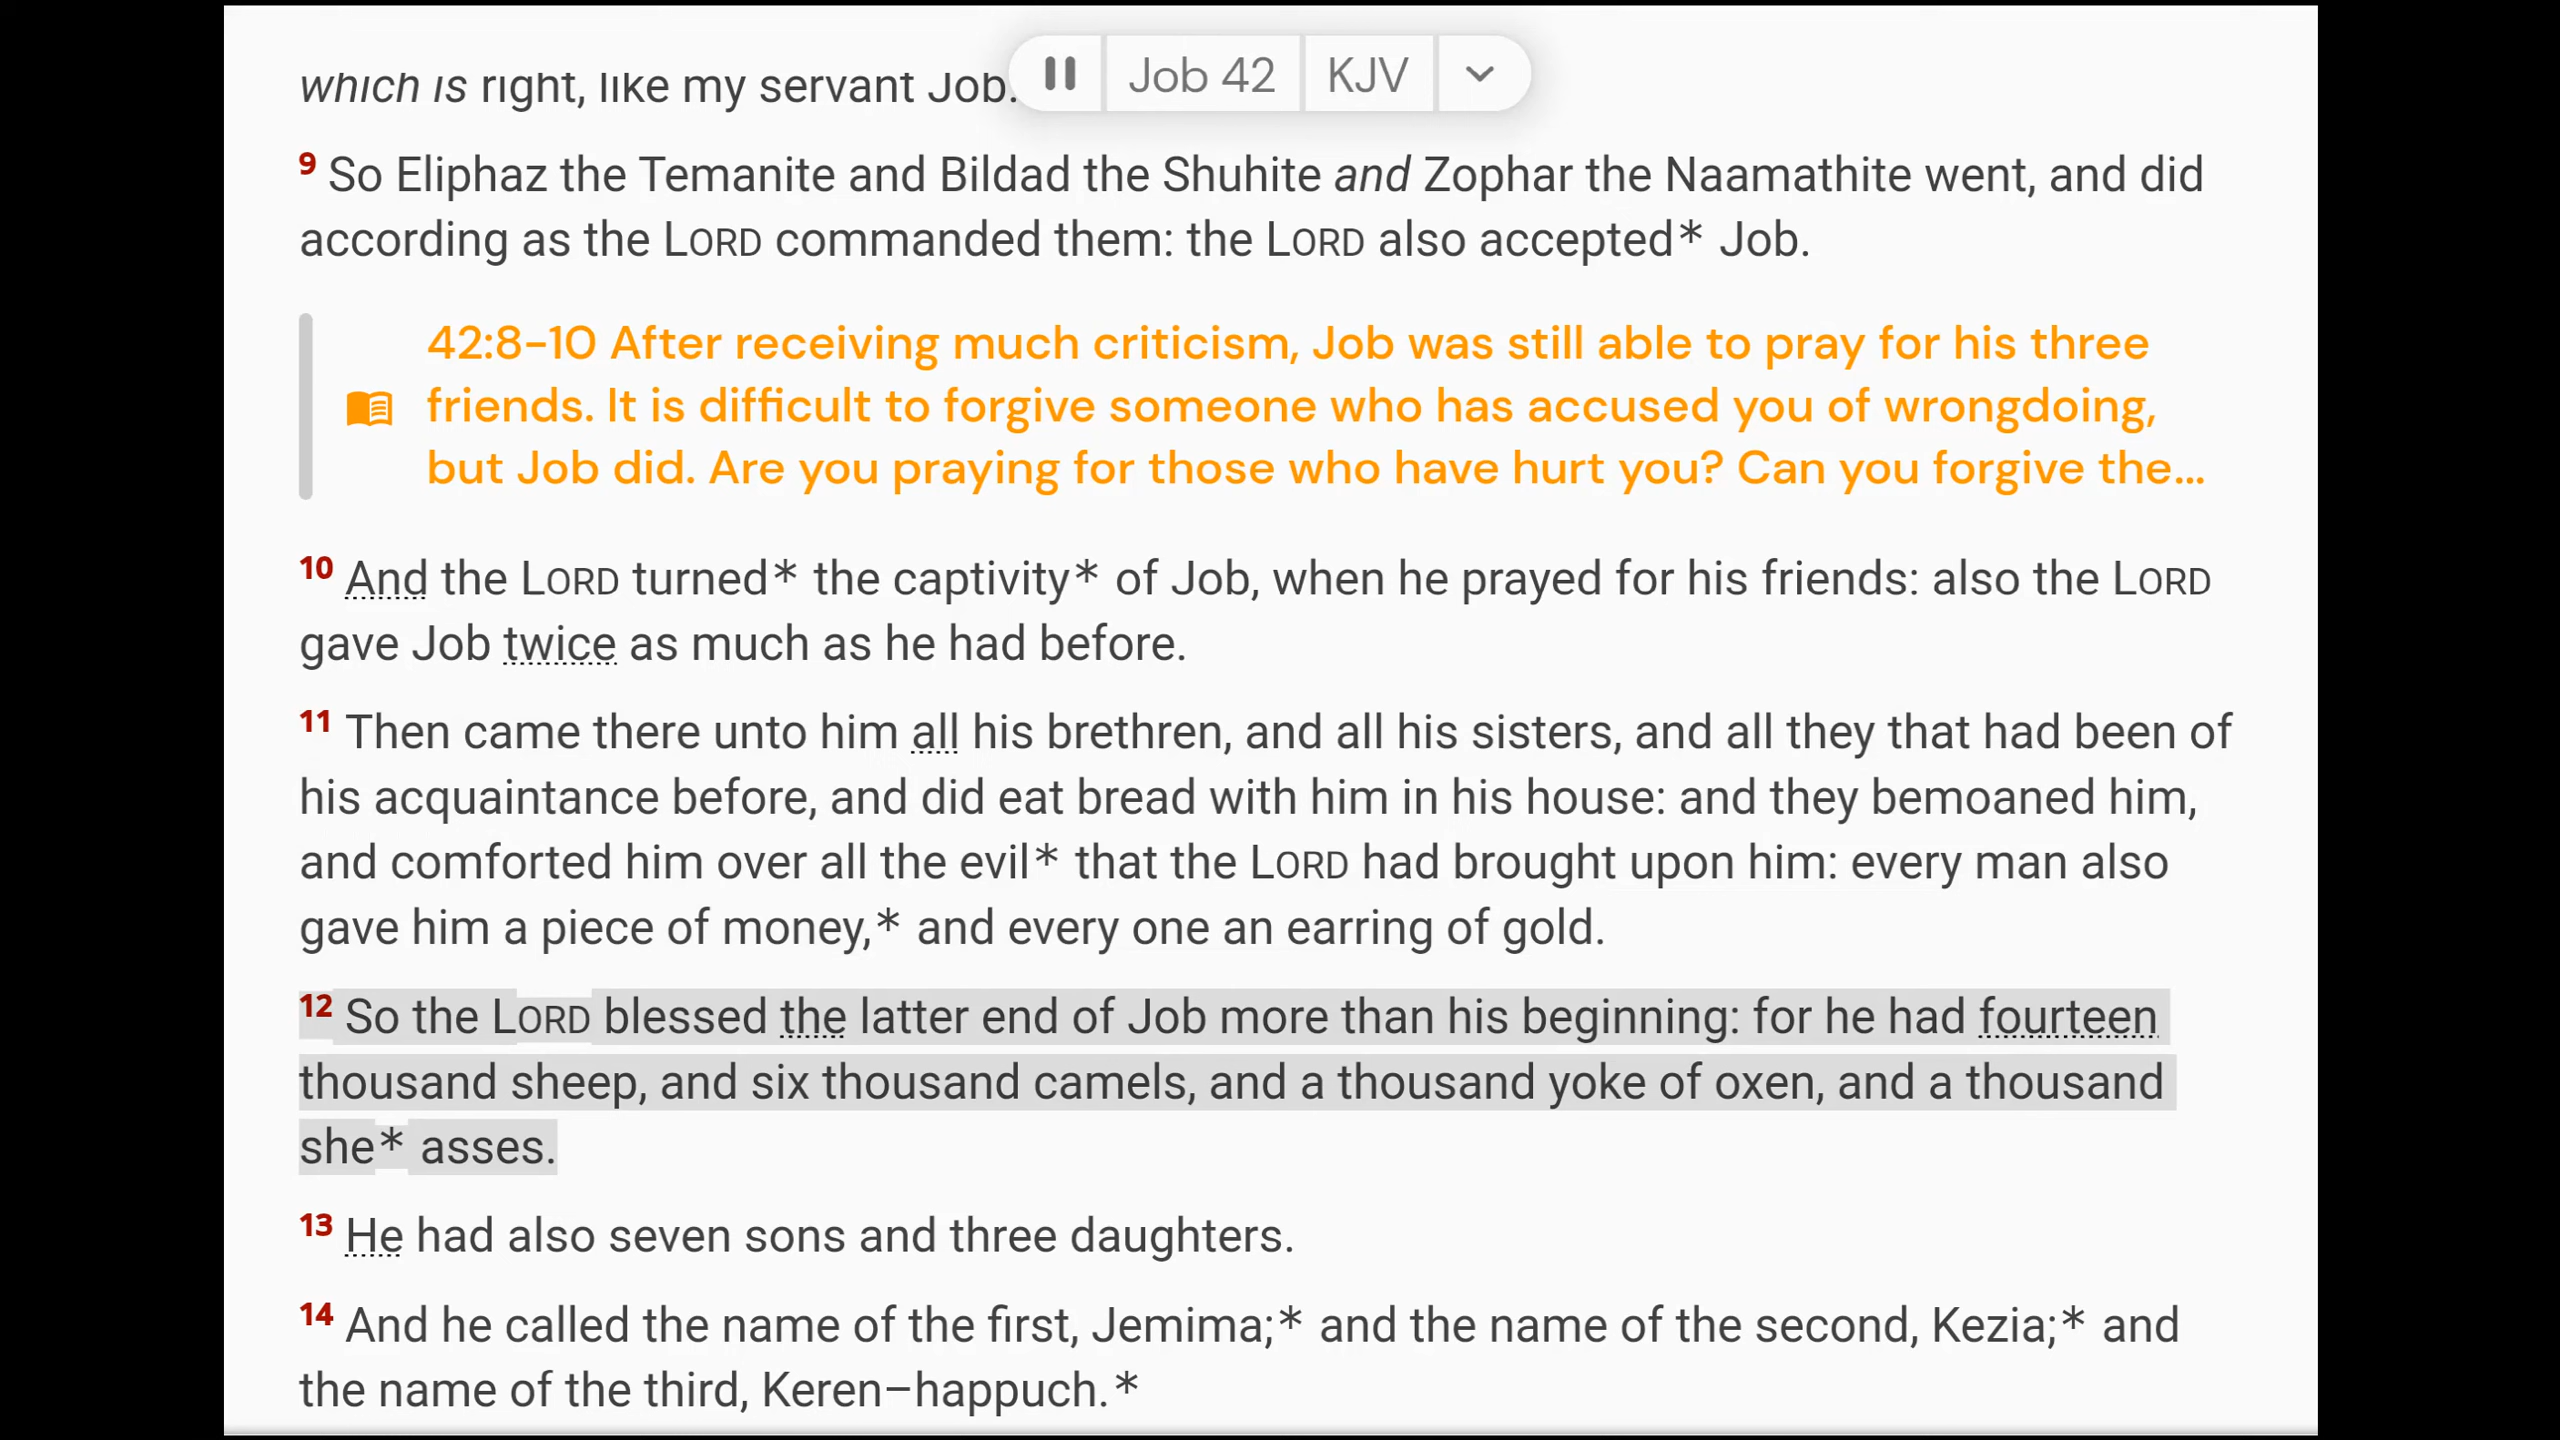 which is right, like my servant Job.
Job 42
KJV
9 So Eliphaz the Temanite and Bildad the Shuhite and Zophar the Naamathite went, and did
according as the LORD commanded them: the LORD also accepted* Job.
42:8–10 After receiving much criticism, Job was still able to pray for his three
friends. It is difficult to forgive someone who has accused you of wrongdoing,
but Job did. Are you praying for those who have hurt you? Can you forgive the...
10 And the LORD turned* the captivity* of Job, when he prayed for his friends: also the LORD
gave Job twice as much as he had before.
11 Then came there unto him all his brethren, and all his sisters, and all they that had been of
his acquaintance before, and did eat bread with him in his house: and they bemoaned him,
and comforted him over all the evil* that the LORD had brought upon him: every man also
gave him a piece of money,* and every one an earring of gold.
12 So the LORD blessed the latter end of Job more than his beginning: for he had fourteen
thousand sheep, and six thousand camels, and a thousand yoke of oxen, and a thousand
she* asses.
13 He had also seven sons and three daughters.
14 And he called the name of the first, Jemima;* and the name of the second, Kezia;* and
the name of the third, Keren–happuch.*